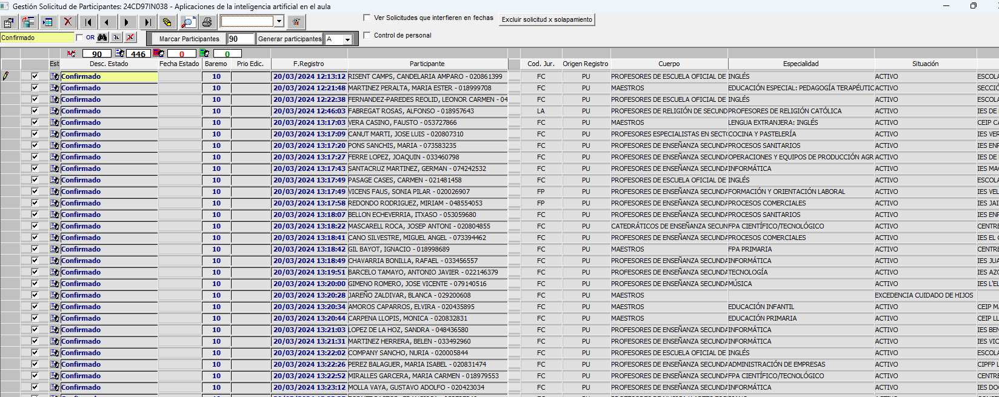 Gestión Solicitud de Participantes: 24CD97IN038 - Aplicaciones de la inteligencia artificial en el aula
Ver Solicitudes que interfieren en fechas Excluir solicitud x solapamiento
Confirmado OR Marcar Participantes 90 Generar participantes A Control de personal
90 446 0 0
Est Desc. Estado Fecha Estado Baremo Prio Edic. F.Registro Participante Cod. Jur. Origen Registro Cuerpo Especialidad Situación
Confirmado 10 20/03/2024 12:13:12 RISENT CAMPS, CANDELARIA AMPARO - 020861399 FC PU PROFESORES DE ESCUELA OFICIAL DE INGLÉS ACTIVO ESCOLA
Confirmado 10 20/03/2024 12:21:48 MARTINEZ PERALTA, MARIA ESTER - 018999708 FC PU MAESTROS EDUCACIÓN ESPECIAL: PEDAGOGÍA TERAPÉUTIC ACTIVO SECCIÓ
Confirmado 10 20/03/2024 12:22:38 FERNANDEZ-PAREDES REOLID, LEONOR CARMEN - 04 FC PU PROFESORES DE ESCUELA OFICIAL DE INGLÉS ACTIVO ESCOLA
Confirmado 10 20/03/2024 12:46:03 FABREGAT ROSAS, ALFONSO - 018957643 LA PU PROFESORES DE RELIGIÓN DE SECUND PROFESORES DE RELIGIÓN CATÓLICA ACTIVO IES DE
Confirmado 10 20/03/2024 13:17:03 VERA CASINO, FAUSTO - 053727866 FC PU MAESTROS LENGUA EXTRANJERA: INGLÉS ACTIVO CEIP CA
Confirmado 10 20/03/2024 13:17:09 CANUT MARTI, JOSE LUIS - 020807310 FC PU PROFESORES ESPECIALISTAS EN SECTO COCINA Y PASTELERÍA ACTIVO IES VER
Confirmado 10 20/03/2024 13:17:20 PONS SANCHIS, MARIA - 073583235 FC PU PROFESORES DE ENSEÑANZA SECUNDA PROCESOS SANITARIOS ACTIVO IES ENR
Confirmado 10 20/03/2024 13:17:27 FERRE LOPEZ, JOAQUIN - 033460798 FC PU PROFESORES DE ENSEÑANZA SECUNDA OPERACIONES Y EQUIPOS DE PRODUCCIÓN AGR ACTIVO IES DE
Confirmado 10 20/03/2024 13:17:43 SANTACRUZ MARTINEZ, GERMAN - 074242532 FC PU PROFESORES DE ENSEÑANZA SECUNDA INFORMÁTICA ACTIVO IES MAC
Confirmado 10 20/03/2024 13:17:49 PASAGE CASES, CARMEN - 021481458 FC PU PROFESORES DE ESCUELA OFICIAL DE INGLÉS ACTIVO ESCOLA
Confirmado 10 20/03/2024 13:17:49 VICENS FAUS, SONIA PILAR - 020026907 FP PU PROFESORES DE ENSEÑANZA SECUNDA FORMACIÓN Y ORIENTACIÓN LABORAL ACTIVO IES VEL
Confirmado 10 20/03/2024 13:17:58 REDONDO RODRIGUEZ, MIRIAM - 048554053 FP PU PROFESORES DE ENSEÑANZA SECUNDA PROCESOS COMERCIALES ACTIVO IES JAI
Confirmado 10 20/03/2024 13:18:07 BELLON ECHEVERRIA, ITXASO - 053059680 FC PU PROFESORES DE ENSEÑANZA SECUNDA PROCESOS SANITARIOS ACTIVO IES ENR
Confirmado 10 20/03/2024 13:18:22 MASCARELL ROCA, JOSEP ANTONI - 020804855 FC PU CATEDRÁTICOS DE ENSEÑANZA SECUN FPA CIENTÍFICO/TECNOLÓGICO ACTIVO CENTRE
Confirmado 10 20/03/2024 13:18:41 CANO SILVESTRE, MIGUEL ANGEL - 073394462 FC PU PROFESORES DE ENSEÑANZA SECUNDA PROCESOS COMERCIALES ACTIVO IES EL C
Confirmado 10 20/03/2024 13:18:42 GIL BAYOT, IGNACIO - 018998689 FC PU MAESTROS FPA PRIMARIA ACTIVO CENTRE
Confirmado 10 20/03/2024 13:18:49 CHAVARRIA BONILLA, RAFAEL - 033456557 FC PU PROFESORES DE ENSEÑANZA SECUNDA INFORMÁTICA ACTIVO IES JUA
Confirmado 10 20/03/2024 13:19:51 BARCELO TAMAYO, ANTONIO JAVIER - 022146379 FC PU PROFESORES DE ENSEÑANZA SECUNDA TECNOLOGÍA ACTIVO IES AZO
Confirmado 10 20/03/2024 13:20:00 GIMENO ROMERO, JOSE VICENTE - 079140516 FC PU PROFESORES DE ENSEÑANZA SECUNDA MÚSICA ACTIVO IES L'EL
Confirmado 10 20/03/2024 13:20:28 JAREÑO ZALDIVAR, BLANCA - 029200608 FC PU MAESTROS EXCEDENCIA CUIDADO DE HIJOS
Confirmado 10 20/03/2024 13:20:34 AMOROS CAPARROS, ELVIRA - 020435895 FC PU MAESTROS EDUCACIÓN INFANTIL ACTIVO CEIP MA
Confirmado 10 20/03/2024 13:20:44 CARPENA LLOPIS, MONICA - 020832831 FC PU MAESTROS EDUCACIÓN PRIMARIA ACTIVO CEIP LL
Confirmado 10 20/03/2024 13:21:03 LOPEZ DE LA HOZ, SANDRA - 048436580 FC PU PROFESORES DE ENSEÑANZA SECUNDA INFORMÁTICA ACTIVO IES BEN
Confirmado 10 20/03/2024 13:21:31 MARTINEZ HERRERA, BELEN - 033492960 FC PU PROFESORES DE ENSEÑANZA SECUNDA INFORMÁTICA ACTIVO IES VIC
Confirmado 10 20/03/2024 13:22:02 COMPANY SANCHO, NURIA - 020005844 FC PU PROFESORES DE ESCUELA OFICIAL DE INGLÉS ACTIVO ESCOLA
Confirmado 10 20/03/2024 13:22:26 PEREZ BALAGUER, MARIA ISABEL - 020831474 FC PU PROFESORES DE ENSEÑANZA SECUNDA ADMINISTRACIÓN DE EMPRESAS ACTIVO CIPFP L
Confirmado 10 20/03/2024 13:22:52 MIRALLES GARCERA, MARIA CARMEN - 018979553 FC PU PROFESORES DE ENSEÑANZA SECUNDA FPA CIENTÍFICO/TECNOLÓGICO ACTIVO CENTRE
Confirmado 10 20/03/2024 13:23:12 MOLLA VAYA, GUSTAVO ADOLFO - 020423034 FC PU PROFESORES DE ENSEÑANZA SECUNDA INFORMÁTICA ACTIVO IES DO